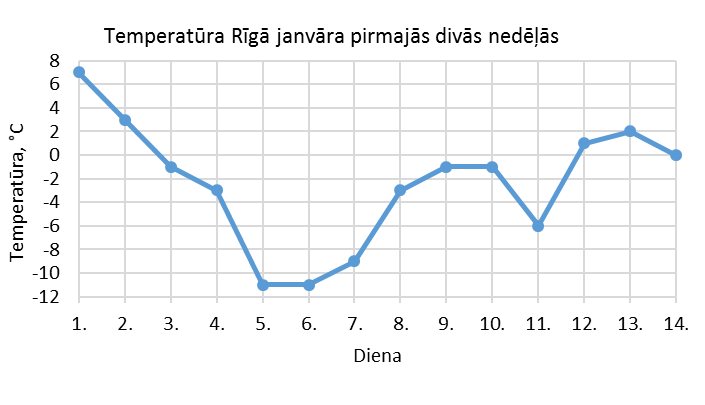 Temperatūra Rīgā janvāra pirmajās divās nedēļās
8
6
4
2
0
-2
-4
-6
-8
-10
-12
Temperatūra, °C
1. 2. 3. 4. 5. 6. 7. 8. 9. 10. 11. 12. 13. 14.
Diena